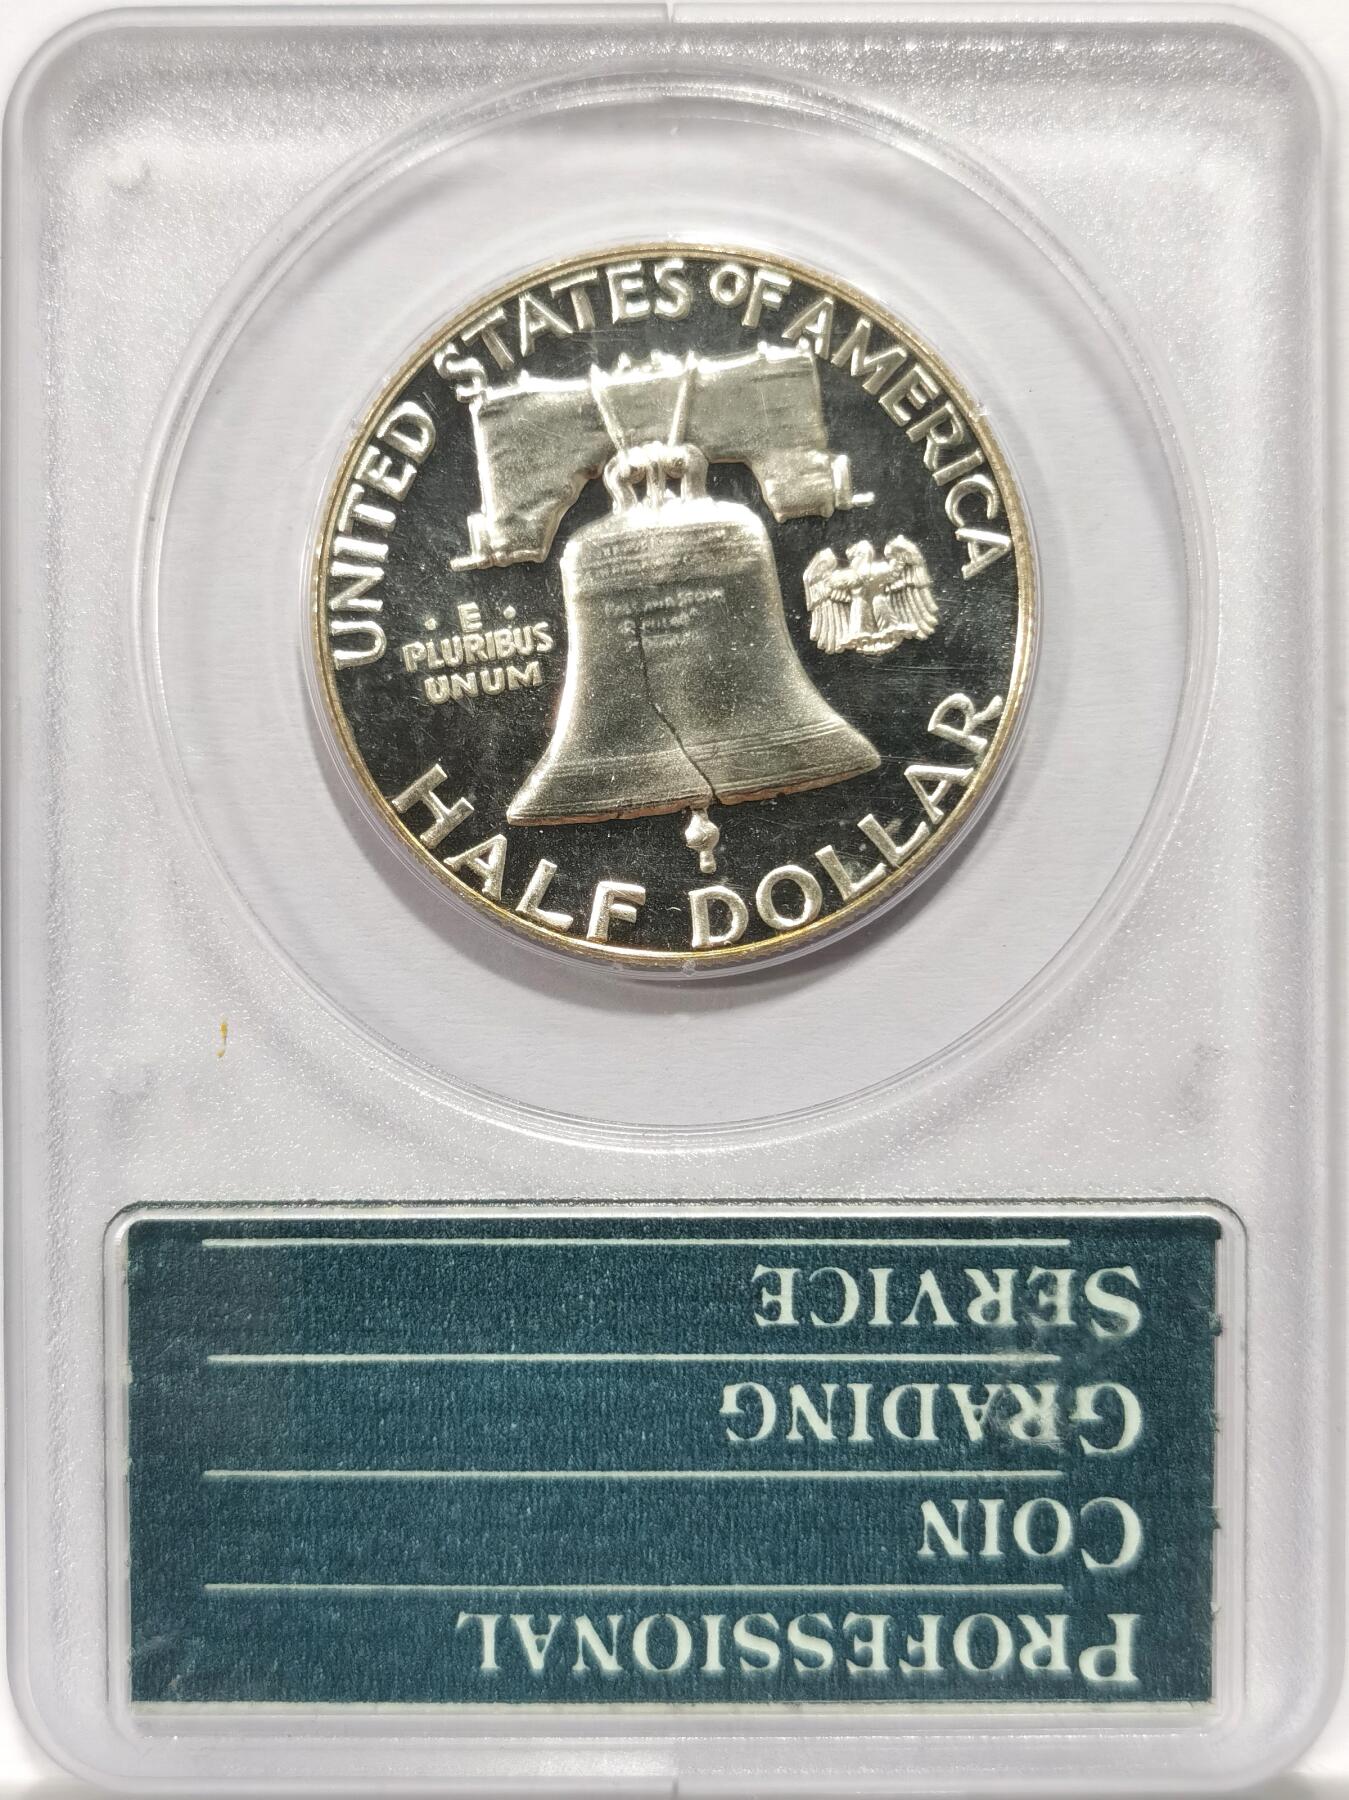 UNITED STATES OF AMERICA
· E ·
PLURIBUS
UNUM
HALF DOLLAR
PROFESSIONAL
COIN
GRADING
SERVICE